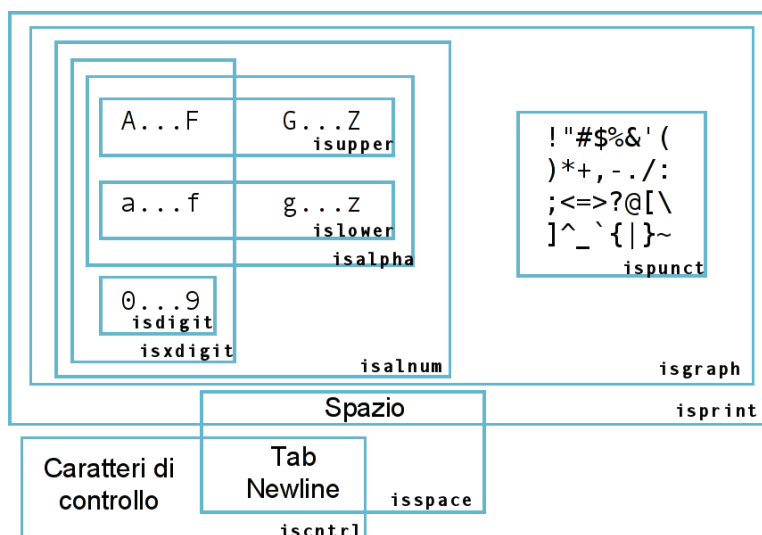 A...F G...Z
isupper
a...f g...z
islower
isalpha
0...9
isdigit
isxdigit
isalnum
!"#$%&'(
)*+,-./:
;<=>?@[\
]^_`{|}~
ispunct
isgraph
Spazio
isprint
Caratteri di
controllo
Tab
Newline
isspace
iscntrl